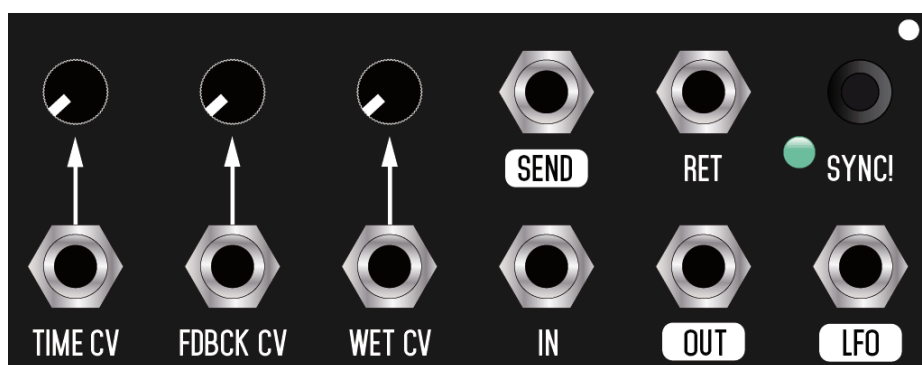 SEND
RET
SYNC!
TIME CV
FDBCK CV
WET CV
IN
OUT
LFO